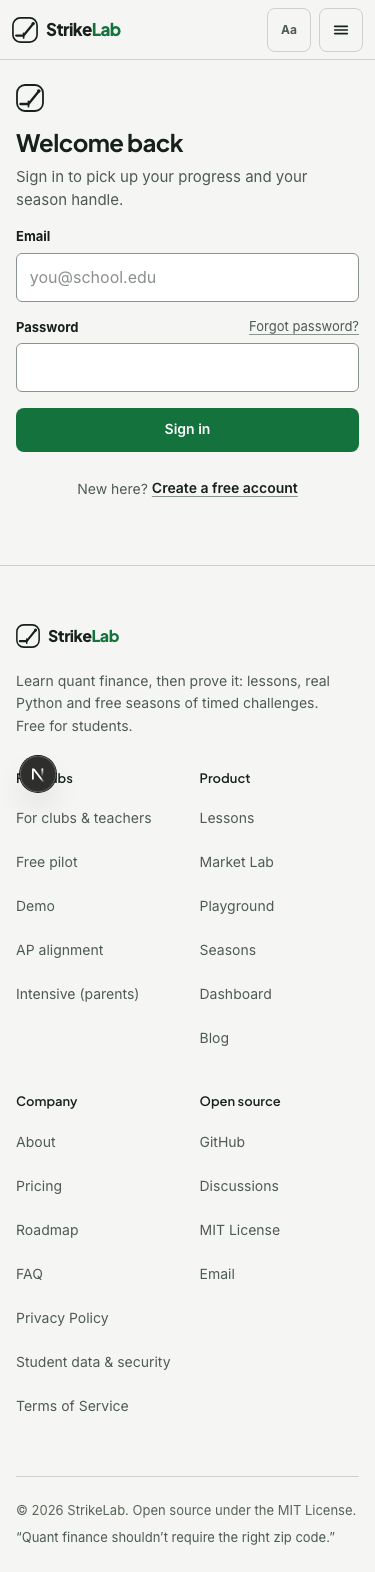 StrikeLab
Aa
Welcome back
Sign in to pick up your progress and your
season handle.
Email
you@school.edu
Password
Forgot password?
Sign in
New here? Create a free account
StrikeLab
Learn quant finance, then prove it: lessons, real
Python and free seasons of timed challenges.
Free for students.
N
Product
For clubs & teachers
Lessons
Free pilot
Market Lab
Demo
Playground
AP alignment
Seasons
Intensive (parents)
Dashboard
Blog
Company
Open source
About
GitHub
Pricing
Discussions
Roadmap
MIT License
FAQ
Email
Privacy Policy
Student data & security
Terms of Service
© 2026 StrikeLab. Open source under the MIT License.
“Quant finance shouldn’t require the right zip code.”